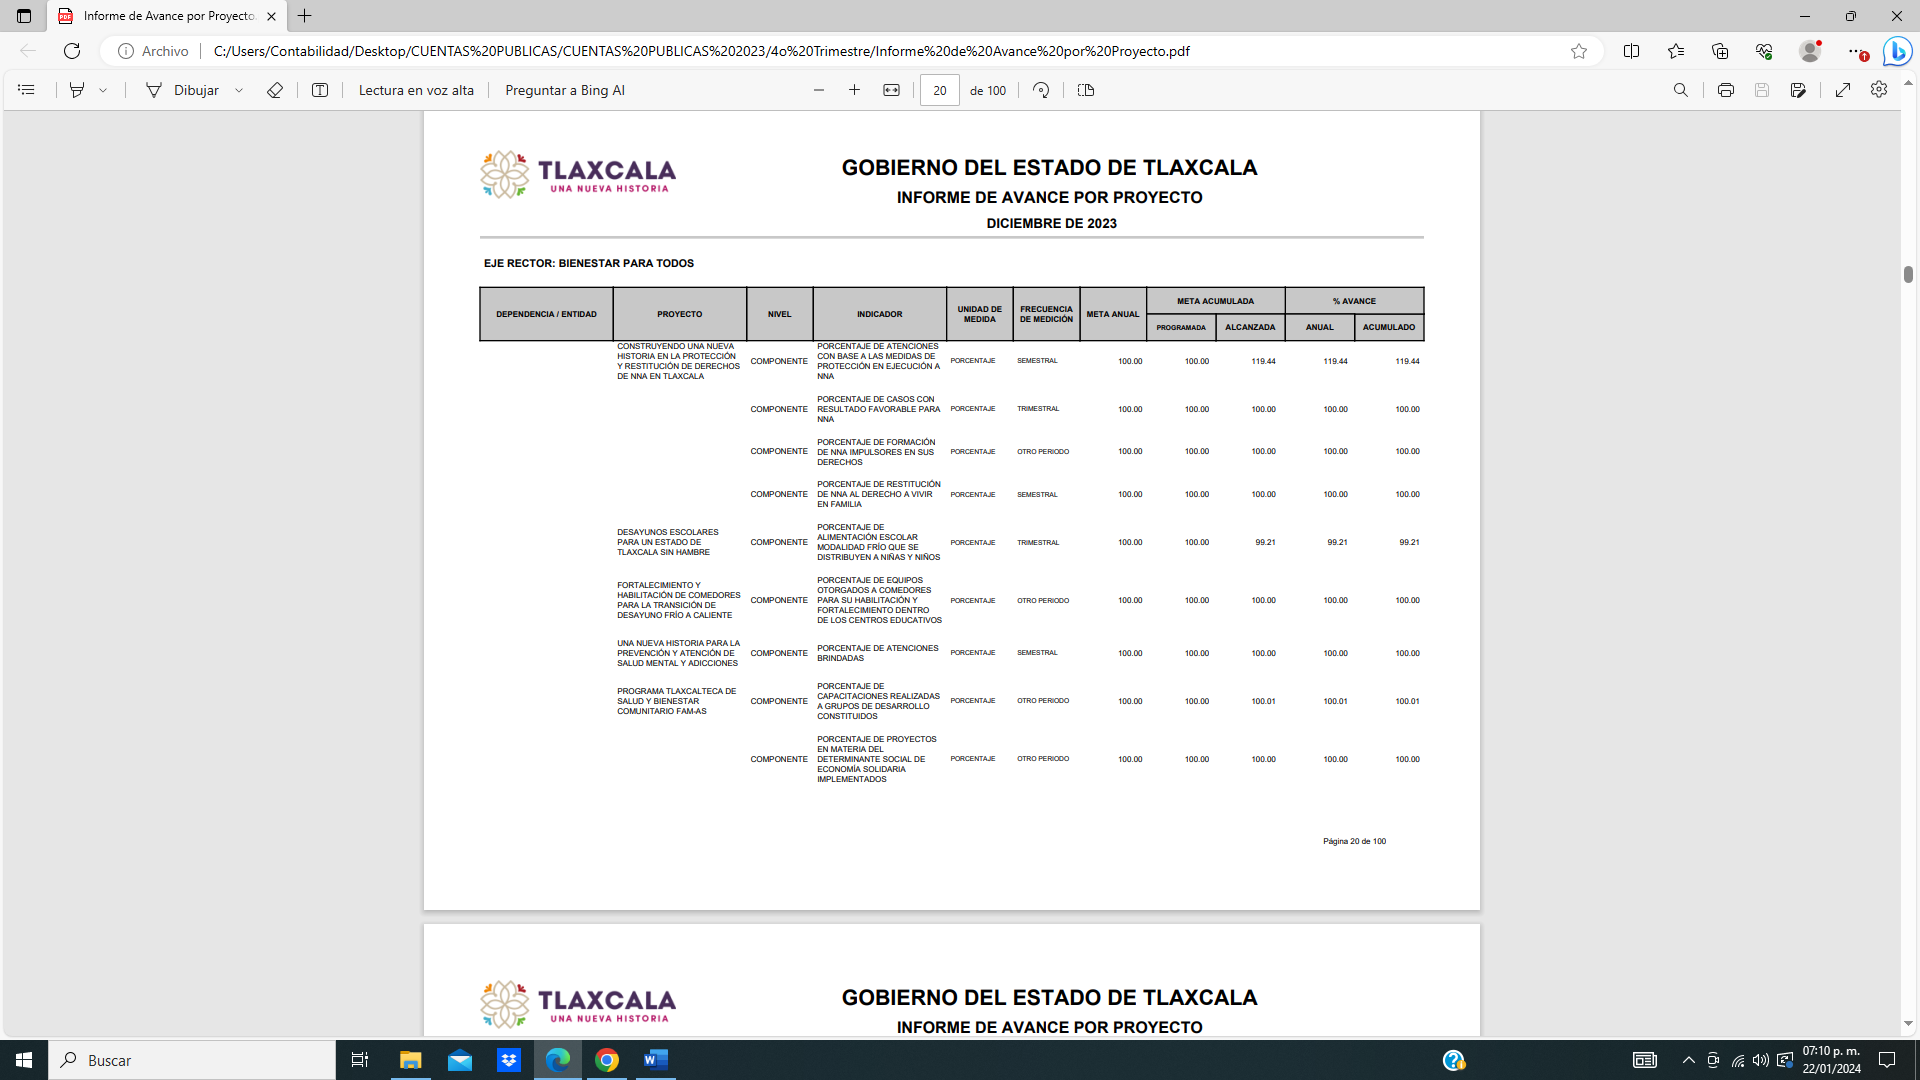 Informe de Avance por Proyecto.
Archivo
C:/Users/Contabilidad/Desktop/CUENTAS%20PUBLICAS/CUENTAS%20PUBLICAS%202023/4o%20Trimestre/Informe%20de%20Avance%20por%20Proyecto.pdf
Dibujar
Lectura en voz alta
Preguntar a Bing AI
20 de 100
TLAXCALA
UNA NUEVA HISTORIA
GOBIERNO DEL ESTADO DE TLAXCALA
INFORME DE AVANCE POR PROYECTO
DICIEMBRE DE 2023
EJE RECTOR: BIENESTAR PARA TODOS
DEPENDENCIA / ENTIDAD PROYECTO NIVEL INDICADOR UNIDAD DE MEDIDA FRECUENCIA DE MEDICIÓN META ANUAL META ACUMULADA % AVANCE
PROGRAMADA ALCANZADA ANUAL ACUMULADO
CONSTRUYENDO UNA NUEVA
HISTORIA EN LA PROTECCIÓN
Y RESTITUCIÓN DE DERECHOS
DE NNA EN TLAXCALA
COMPONENTE
PORCENTAJE DE ATENCIONES
CON BASE A LAS MEDIDAS DE
PROTECCIÓN EN EJECUCIÓN A
NNA
PORCENTAJE SEMESTRAL 100.00 100.00 119.44 119.44 119.44
COMPONENTE
PORCENTAJE DE CASOS CON
RESULTADO FAVORABLE PARA
NNA
PORCENTAJE TRIMESTRAL 100.00 100.00 100.00 100.00 100.00
COMPONENTE
PORCENTAJE DE FORMACIÓN
DE NNA IMPULSORES EN SUS
DERECHOS
PORCENTAJE OTRO PERIODO 100.00 100.00 100.00 100.00 100.00
COMPONENTE
PORCENTAJE DE RESTITUCIÓN
DE NNA AL DERECHO A VIVIR
EN FAMILIA
PORCENTAJE SEMESTRAL 100.00 100.00 100.00 100.00 100.00
DESAYUNOS ESCOLARES
PARA UN ESTADO DE
TLAXCALA SIN HAMBRE
COMPONENTE
PORCENTAJE DE
ALIMENTACIÓN ESCOLAR
MODALIDAD FRÍO QUE SE
DISTRIBUYEN A NIÑAS Y NIÑOS
PORCENTAJE TRIMESTRAL 100.00 100.00 99.21 99.21 99.21
FORTALECIMIENTO Y
HABILITACIÓN DE COMEDORES
PARA LA TRANSICIÓN DE
DESAYUNO FRÍO A CALIENTE
COMPONENTE
PORCENTAJE DE EQUIPOS
OTORGADOS A COMEDORES
PARA SU HABILITACIÓN Y
FORTALECIMIENTO DENTRO
DE LOS CENTROS EDUCATIVOS
PORCENTAJE OTRO PERIODO 100.00 100.00 100.00 100.00 100.00
UNA NUEVA HISTORIA PARA LA
PREVENCIÓN Y ATENCIÓN DE
SALUD MENTAL Y ADICCIONES
COMPONENTE
PORCENTAJE DE ATENCIONES
BRINDADAS
PORCENTAJE SEMESTRAL 100.00 100.00 100.00 100.00 100.00
PROGRAMA TLAXCALTECA DE
SALUD Y BIENESTAR
COMUNITARIO FAM-AS
COMPONENTE
PORCENTAJE DE
CAPACITACIONES REALIZADAS
A GRUPOS DE DESARROLLO
CONSTITUIDOS
PORCENTAJE OTRO PERIODO 100.00 100.00 100.01 100.01 100.01
COMPONENTE
PORCENTAJE DE PROYECTOS
EN MATERIA DEL
DETERMINANTE SOCIAL DE
ECONOMÍA SOLIDARIA
IMPLEMENTADOS
PORCENTAJE OTRO PERIODO 100.00 100.00 100.00 100.00 100.00
Página 20 de 100
TLAXCALA
UNA NUEVA HISTORIA
GOBIERNO DEL ESTADO DE TLAXCALA
INFORME DE AVANCE POR PROYECTO
Buscar
07:10 p. m.
22/01/2024